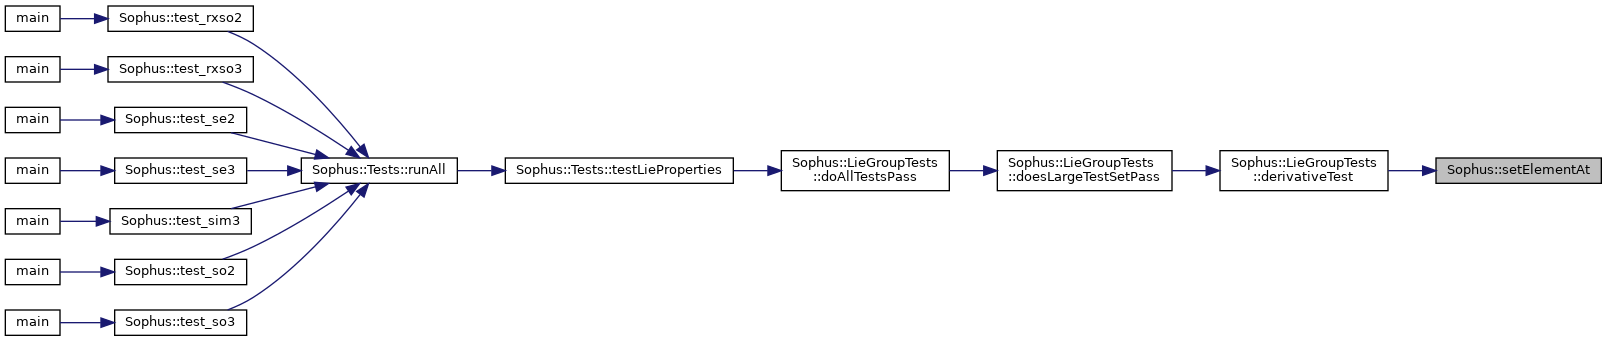 main
Sophus::test_rxso2
main
Sophus::test_rxso3
main
Sophus::test_se2
main
Sophus::test_se3
main
Sophus::test_sim3
main
Sophus::test_so2
main
Sophus::test_so3
Sophus::Tests::runAll
Sophus::Tests::testLieProperties
Sophus::LieGroupTests
::doAllTestsPass
Sophus::LieGroupTests
::doesLargeTestSetPass
Sophus::LieGroupTests
::derivativeTest
Sophus::setElementAt